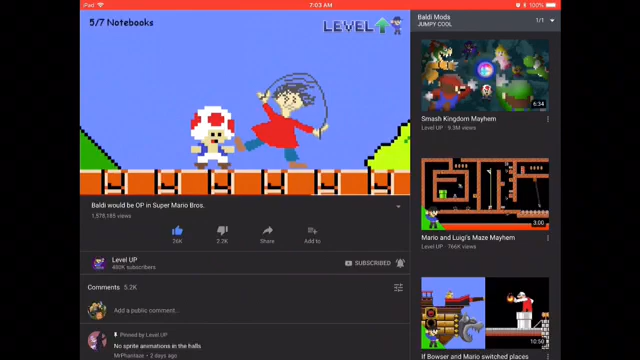 iPad
7:03 AM
100%
5/7 Notebooks
LEVEL
Baldi Mods
JUMPY COOL
1/1
6:34
Smash Kingdom Mayhem
Level UP • 9.3M views
3:00
Mario and Luigi's Maze Mayhem
Level UP • 766K views
10:50
If Bowser and Mario switched places
Baldi would be OP in Super Mario Bros.
1,578,185 views
26K
2.2K
Share
Add to
Level UP
480K subscribers
SUBSCRIBED
Comments 5.2K
Add a public comment...
Pinned by Level UP
No sprite animations in the halls
MrPhantaze • 2 days ago